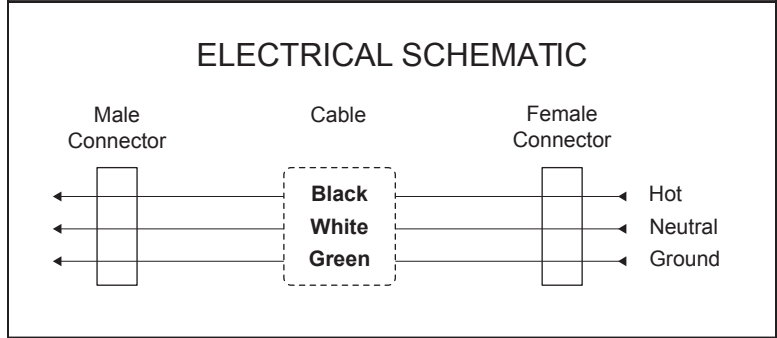 ELECTRICAL SCHEMATIC
Male
Connector
Cable
Female
Connector
Black
Hot
White
Neutral
Green
Ground